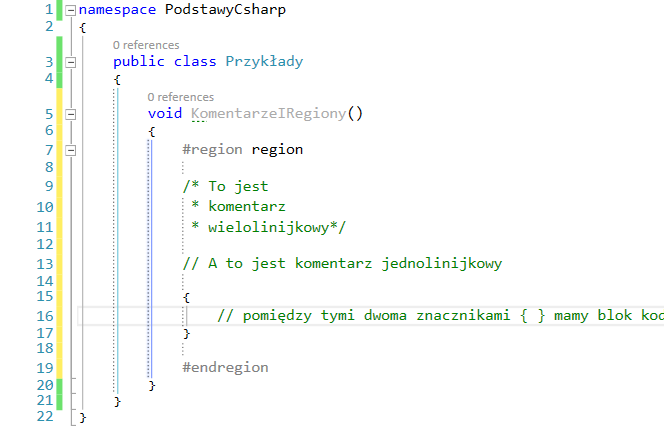 1 namespace PodstawyCsharp
2 {
0 references
3 public class Przykłady
4 {
0 references
5 void KomentarzeIRegiony()
6 {
7 #region region
8
9 /* To jest
10 * komentarz
11 * wielolinijkowy*/
12
13 // A to jest komentarz jednolinijkowy
14
15 {
16 // pomiędzy tymi dwoma znacznikami { } mamy blok kod
17 }
18
19 #endregion
20 }
21 }
22 }